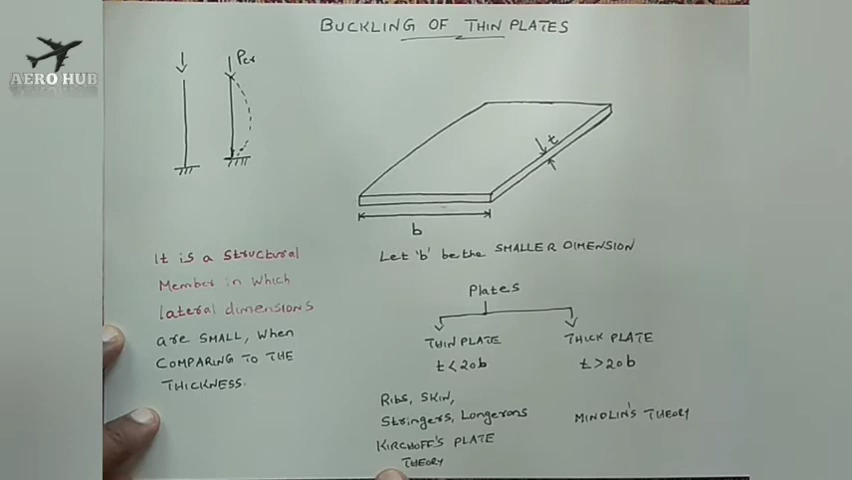 BUCKLING OF THIN PLATES
AERO HUB
Pcr
t
b
It is a structural
Member in which
lateral dimensions
are SMALL, when
COMPARING TO THE
THICKNESS.
Let 'b' be the SMALLER DIMENSION
Plates
THIN PLATE
t<20b
THICK PLATE
t>20b
Ribs, SKIN,
Stringers, Longerons
KIRCHOFF'S PLATE
THEORY
MINDLIN'S THEORY